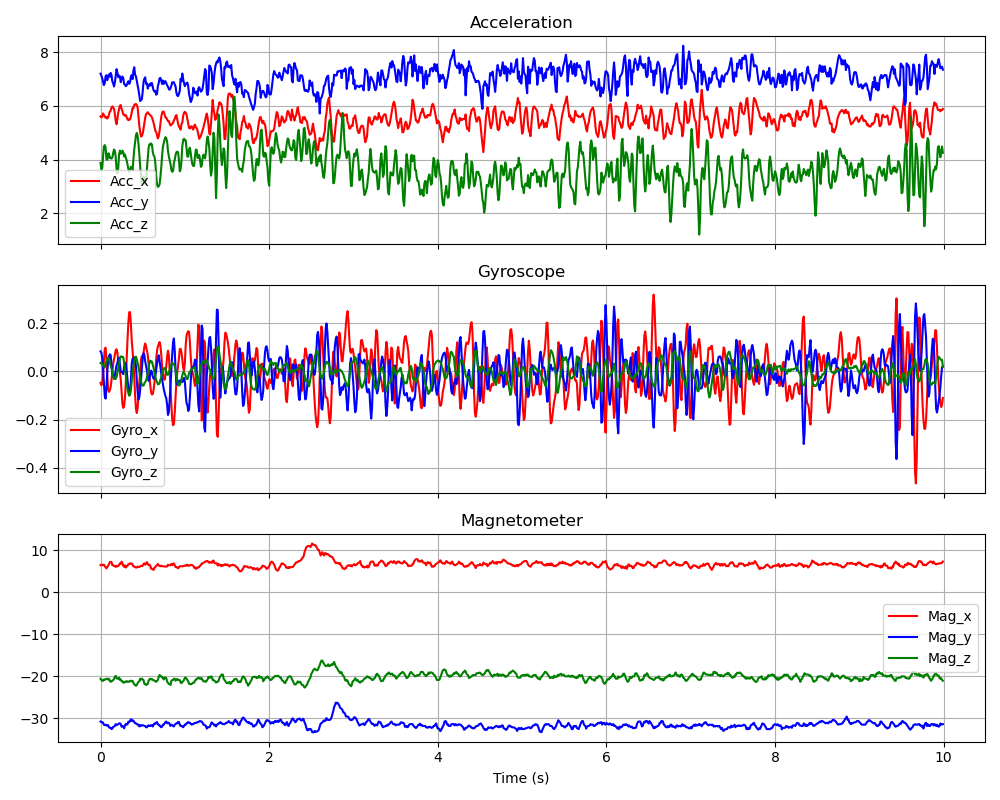 Acceleration
8
6
4
2
Acc_x
Acc_y
Acc_z
Gyroscope
0.2
0.0
−0.2
−0.4
Gyro_x
Gyro_y
Gyro_z
Magnetometer
10
0
−10
−20
−30
Mag_x
Mag_y
Mag_z
0 2 4 6 8 10
Time (s)